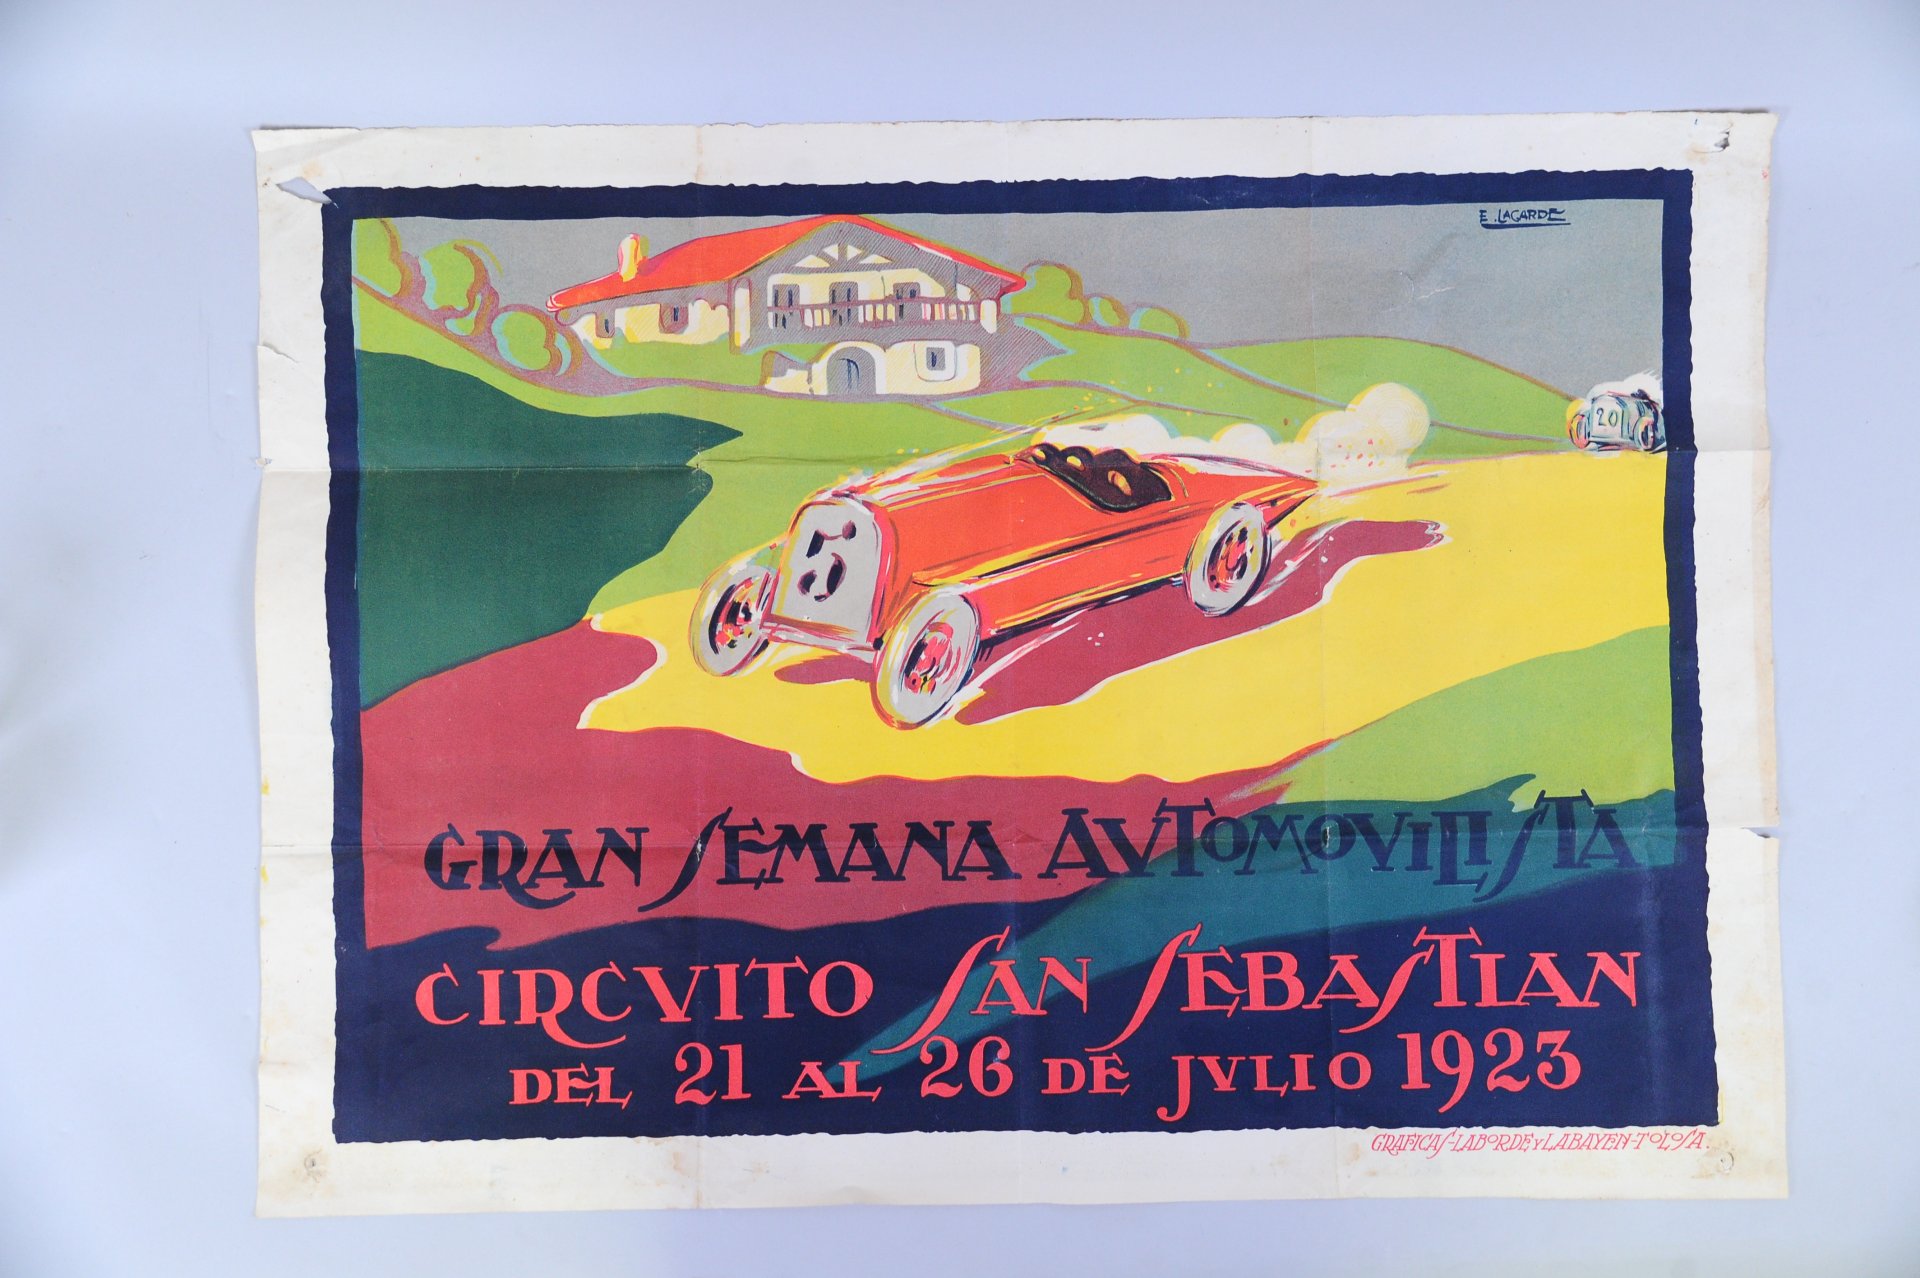 E. LAGARDE
20
5
GRAN SEMANA AVTOMOVILISTA
CIRCVITO SAN SEBASTIAN
DEL 21 AL 26 DE JVLIO 1923
GRAFICAS-LABORDE Y LABAYEN-TOLOSA.